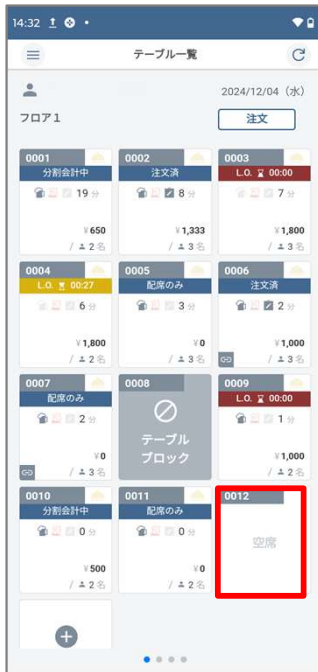 14:32
テーブル一覧
2024/12/04（水）
フロア1
注文
0001
分割会計中
19 分
¥650
/ 2名
0002
注文済
8 分
¥1,333
/ 3名
0003
L.O. 00:00
7 分
¥1,800
/ 3名
0004
L.O. 00:27
6 分
¥1,800
/ 2名
0005
配席のみ
3 分
¥0
/ 3名
0006
注文済
2 分
¥1,000
/ 3名
0007
配席のみ
2 分
¥0
/ 3名
0008
テーブル
ブロック
0009
L.O. 00:00
1 分
¥1,000
/ 2名
0010
分割会計中
0 分
¥500
/ 2名
0011
配席のみ
0 分
¥0
/ 2名
0012
空席